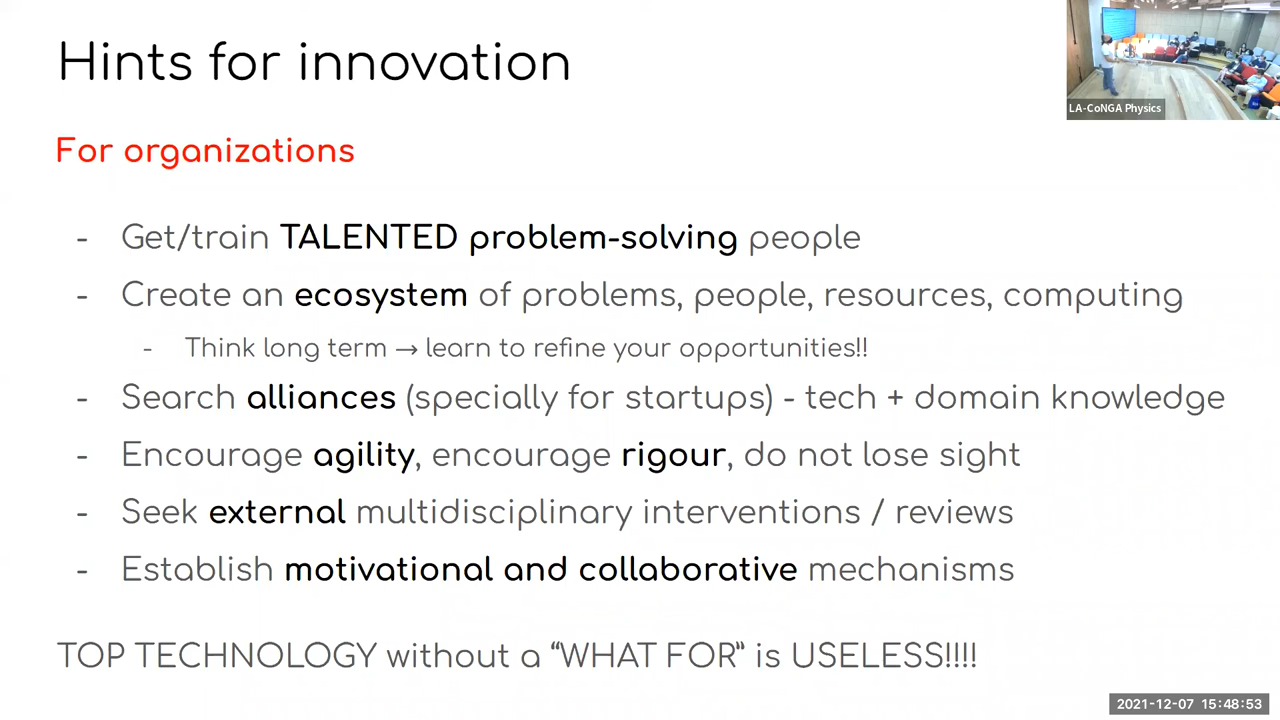 Hints for innovation
LA-CoNGA Physics
For organizations
- Get/train TALENTED problem-solving people
- Create an ecosystem of problems, people, resources, computing
- Think long term → learn to refine your opportunities!!
- Search alliances (specially for startups) - tech + domain knowledge
- Encourage agility, encourage rigour, do not lose sight
- Seek external multidisciplinary interventions / reviews
- Establish motivational and collaborative mechanisms
TOP TECHNOLOGY without a “WHAT FOR” is USELESS!!!!
2021-12-07 15:48:53